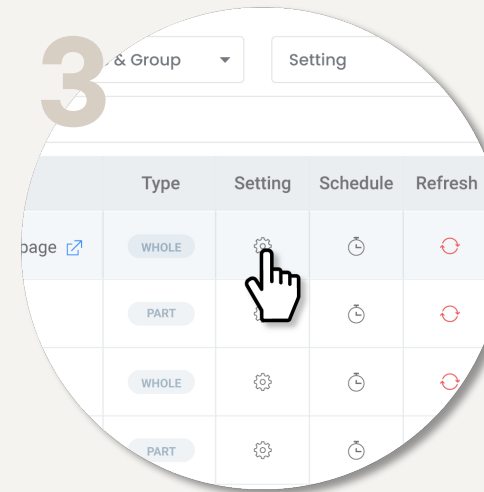 3
& Group
Setting
Type Setting Schedule Refresh
page WHOLE
PART
WHOLE
PART